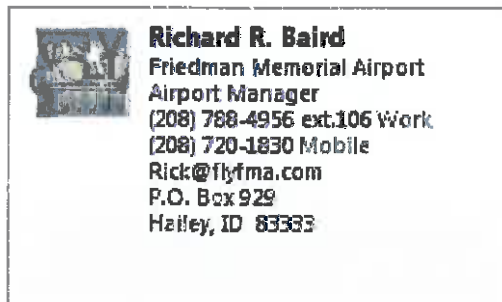 Richard R. Baird
Friedman Memorial Airport
Airport Manager
(208) 788-4956 ext.106 Work
(208) 720-1830 Mobile
Rick@flyfma.com
P.O. Box 929
Hailey, ID 83333